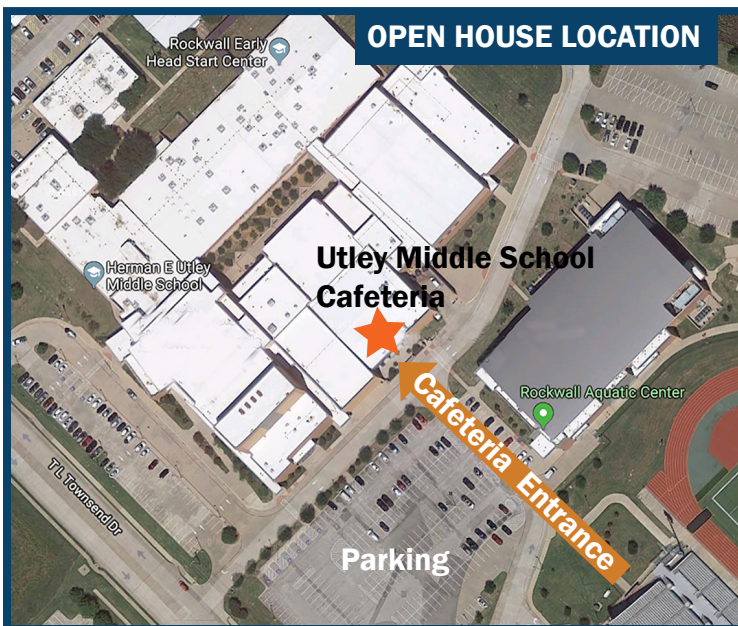 OPEN HOUSE LOCATION
Rockwall Early
Head Start Center
Utley Middle School
Cafeteria
Herman E Utley
Middle School
Rockwall Aquatic Center
Cafeteria Entrance
T L Townsend Dr
Parking